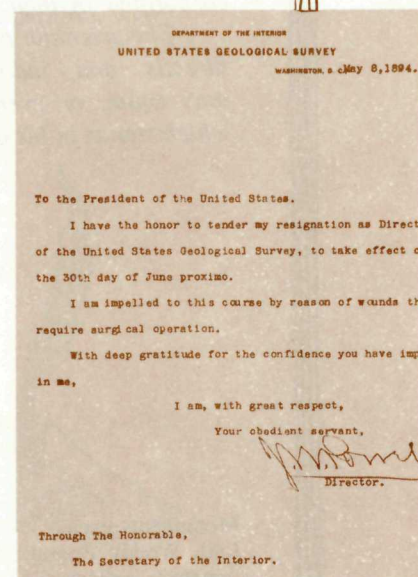 DEPARTMENT OF THE INTERIOR
UNITED STATES GEOLOGICAL SURVEY
WASHINGTON, D. C. May 8, 1894.
To the President of the United States.
I have the honor to tender my resignation as Direct
of the United States Geological Survey, to take effect o
the 30th day of June proximo.
I am impelled to this course by reason of wounds th
require surgical operation.
With deep gratitude for the confidence you have imp
in me,
I am, with great respect,
Your obedient servant,
J. W. Powel
Director.
Through The Honorable,
The Secretary of the Interior.